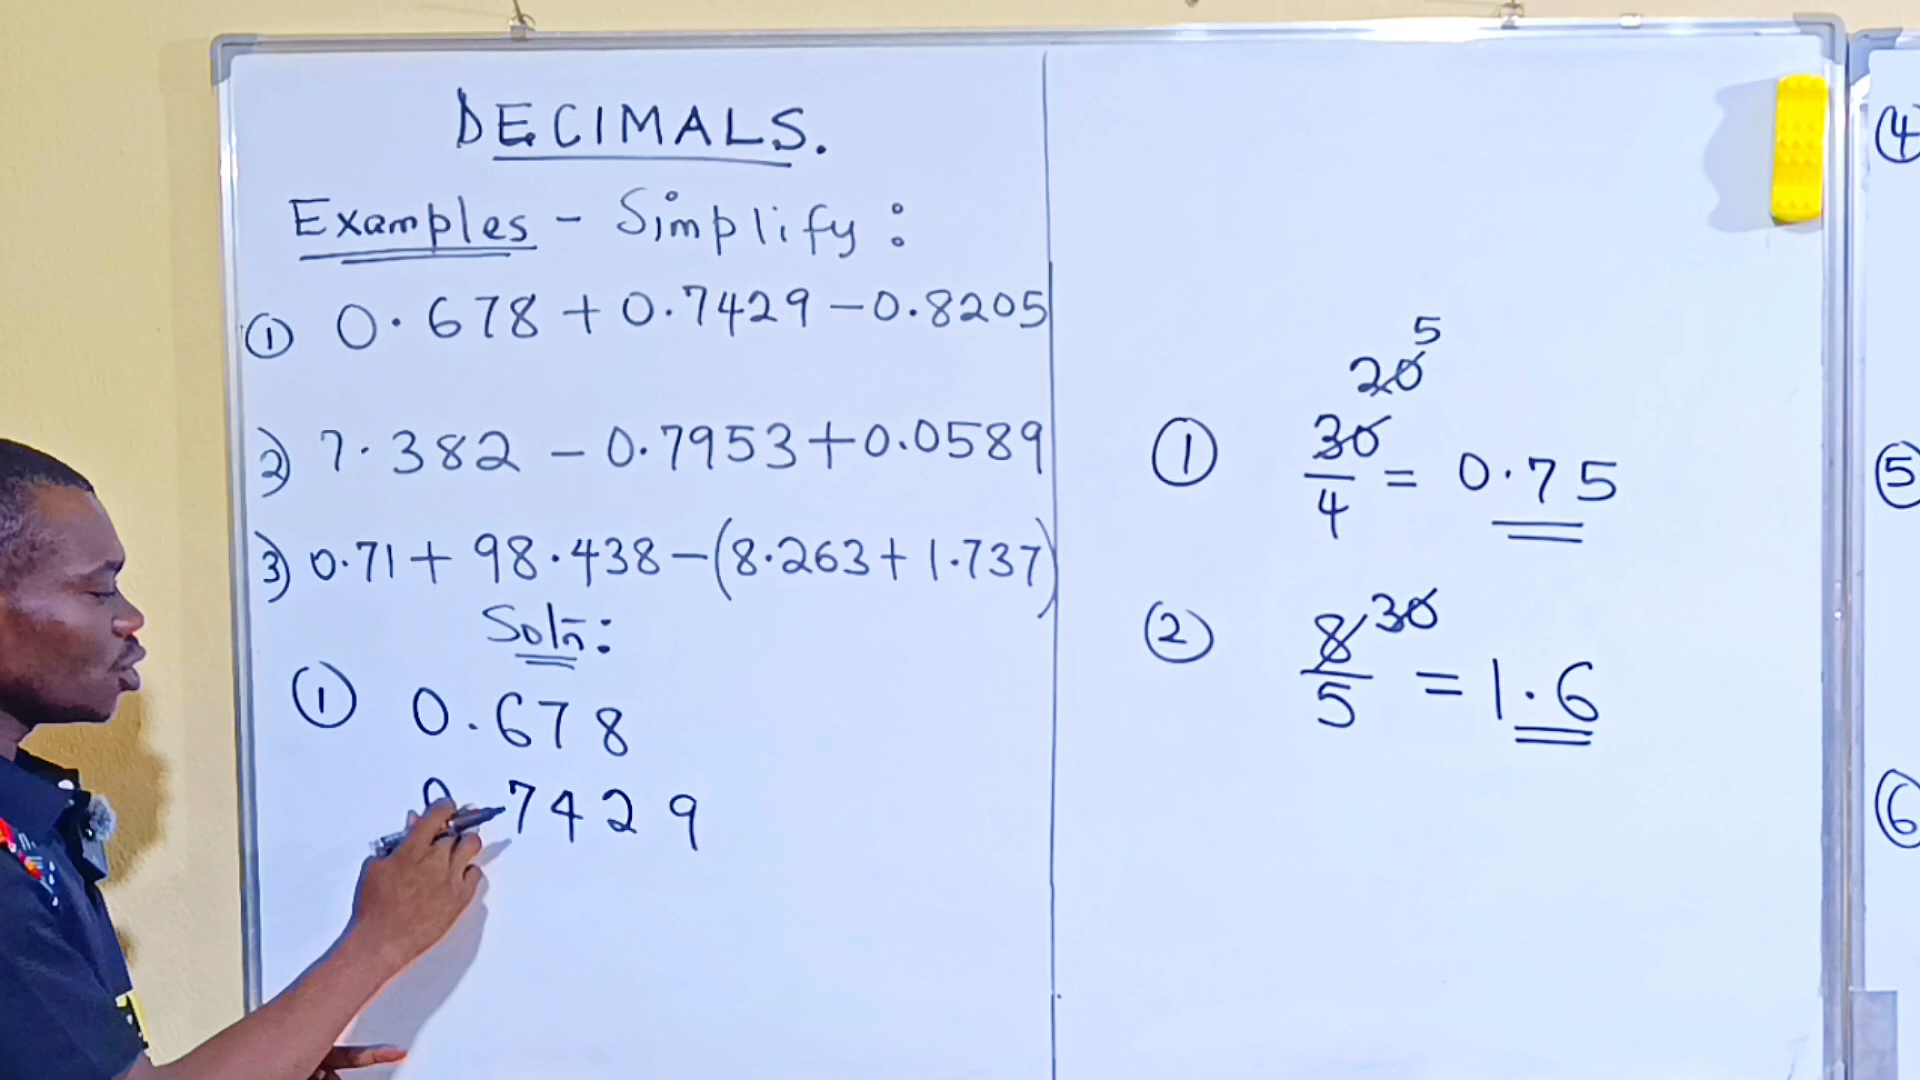 DECIMALS.
Examples - Simplify :
① 0.678 + 0.7429 - 0.8205
2) 7.382 - 0.7953 + 0.0589
3) 0.71 + 98.438 - (8.263 + 1.737)
Soln̄:
① 0.678
0.7429
5
20
① 30/4 = 0.75
② 8/5 30 = 1.6
④
⑤
⑥